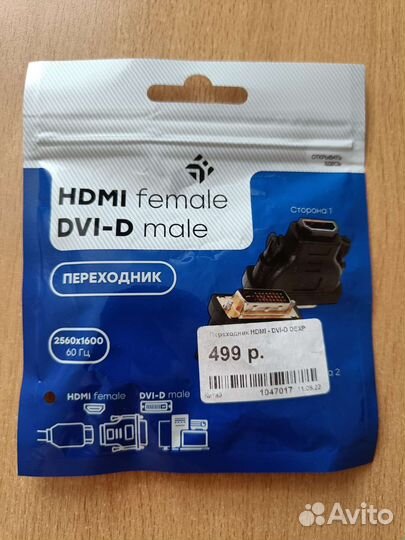 ОТКРЫВАТЬ
ЗДЕСЬ
HDMI female
DVI-D male
Сторона 1
ПЕРЕХОДНИК
2560x1600
60 Гц
Переходник HDMI - DVI-D DEXP
499 р.
Китай
1047017
2
HDMI female
DVI-D male
Avito